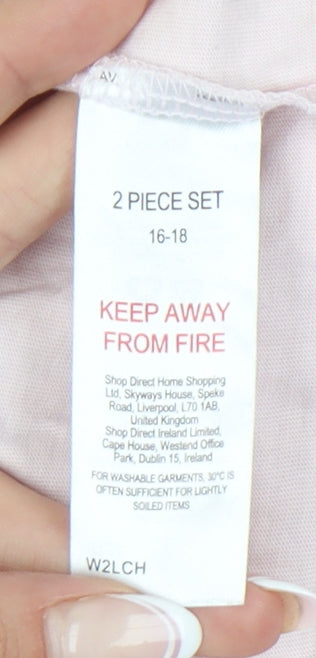 AV
2 PIECE SET
16-18
KEEP AWAY
FROM FIRE
Shop Direct Home Shopping
Ltd, Skyways House, Speke
Road, Liverpool, L70 1AB,
United Kingdom
Shop Direct Ireland Limited,
Cape House, Westend Office
Park, Dublin 15, Ireland
FOR WASHABLE GARMENTS, 30°C IS
OFTEN SUFFICIENT FOR LIGHTLY
SOILED ITEMS
W2LCH